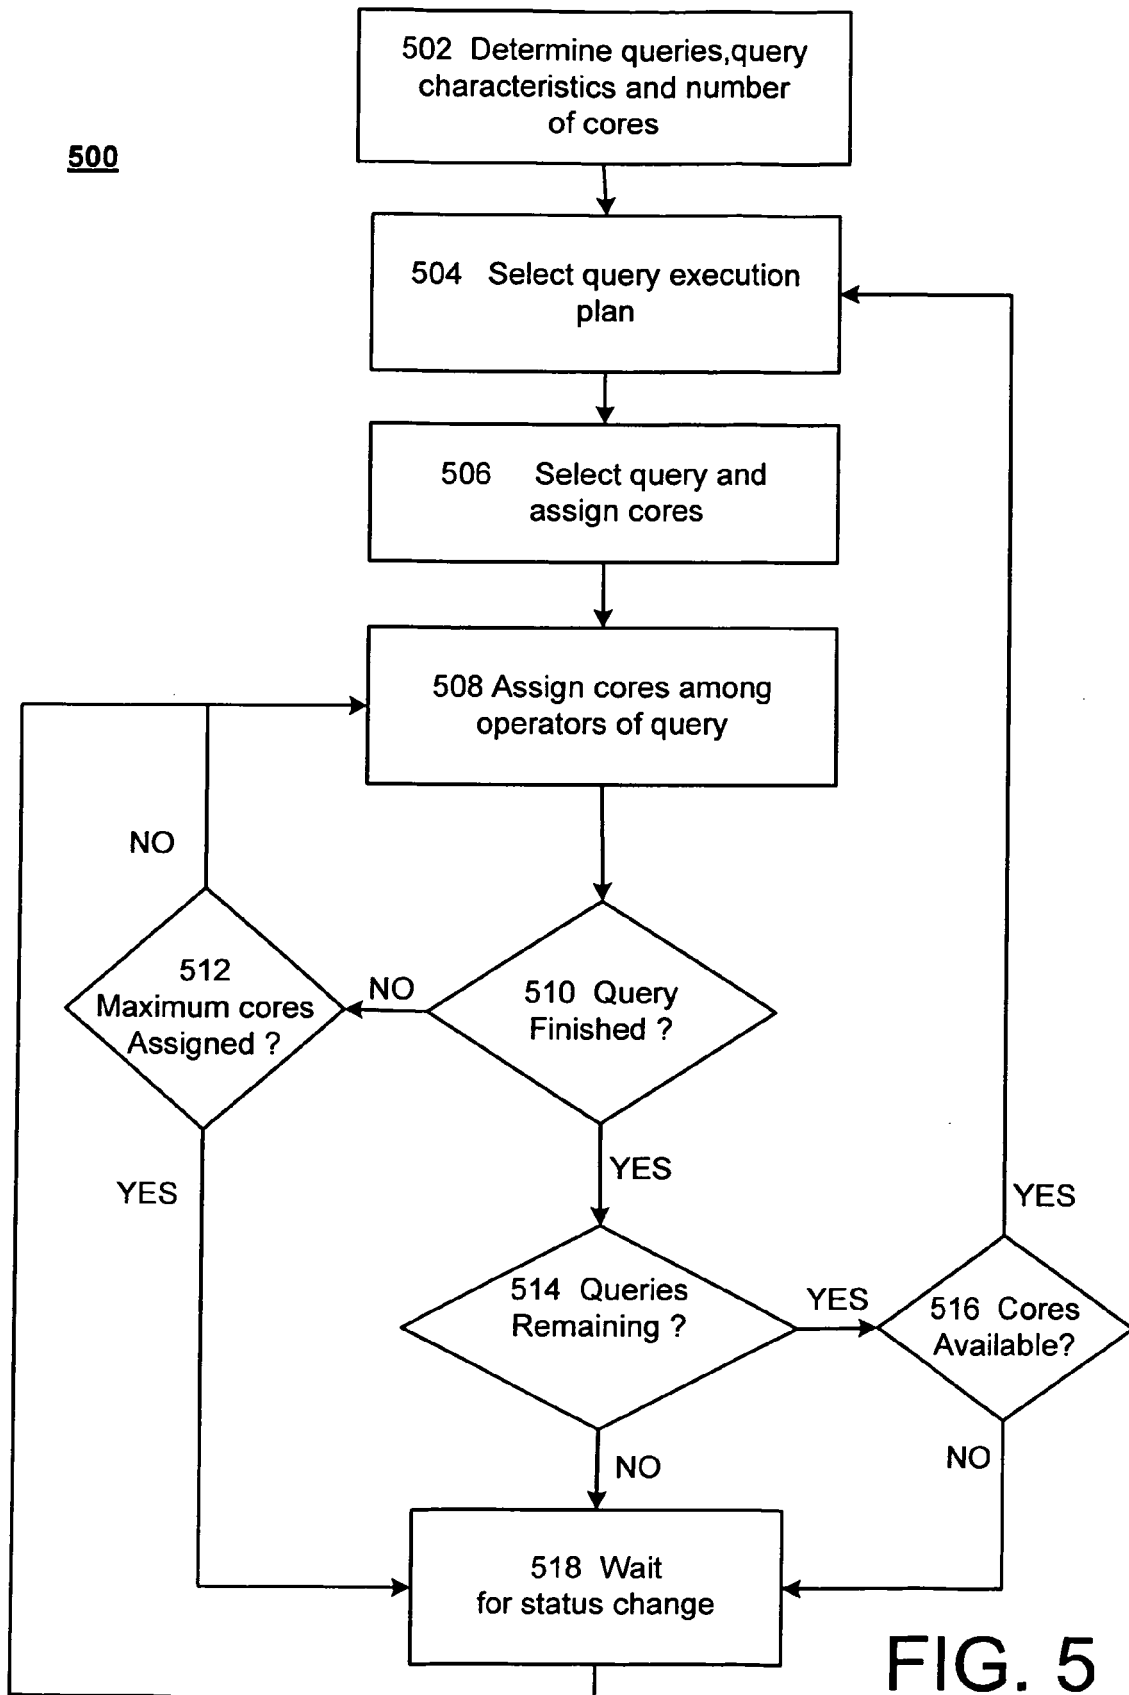 502 Determine queries,query
characteristics and number
of cores
500
504 Select query execution
plan
506 Select query and
assign cores
508 Assign cores among
operators of query
NO
512
Maximum cores
Assigned ?
NO
510 Query
Finished ?
YES
YES
YES
514 Queries
Remaining ?
YES
516 Cores
Available?
NO
NO
518 Wait
for status change
FIG. 5